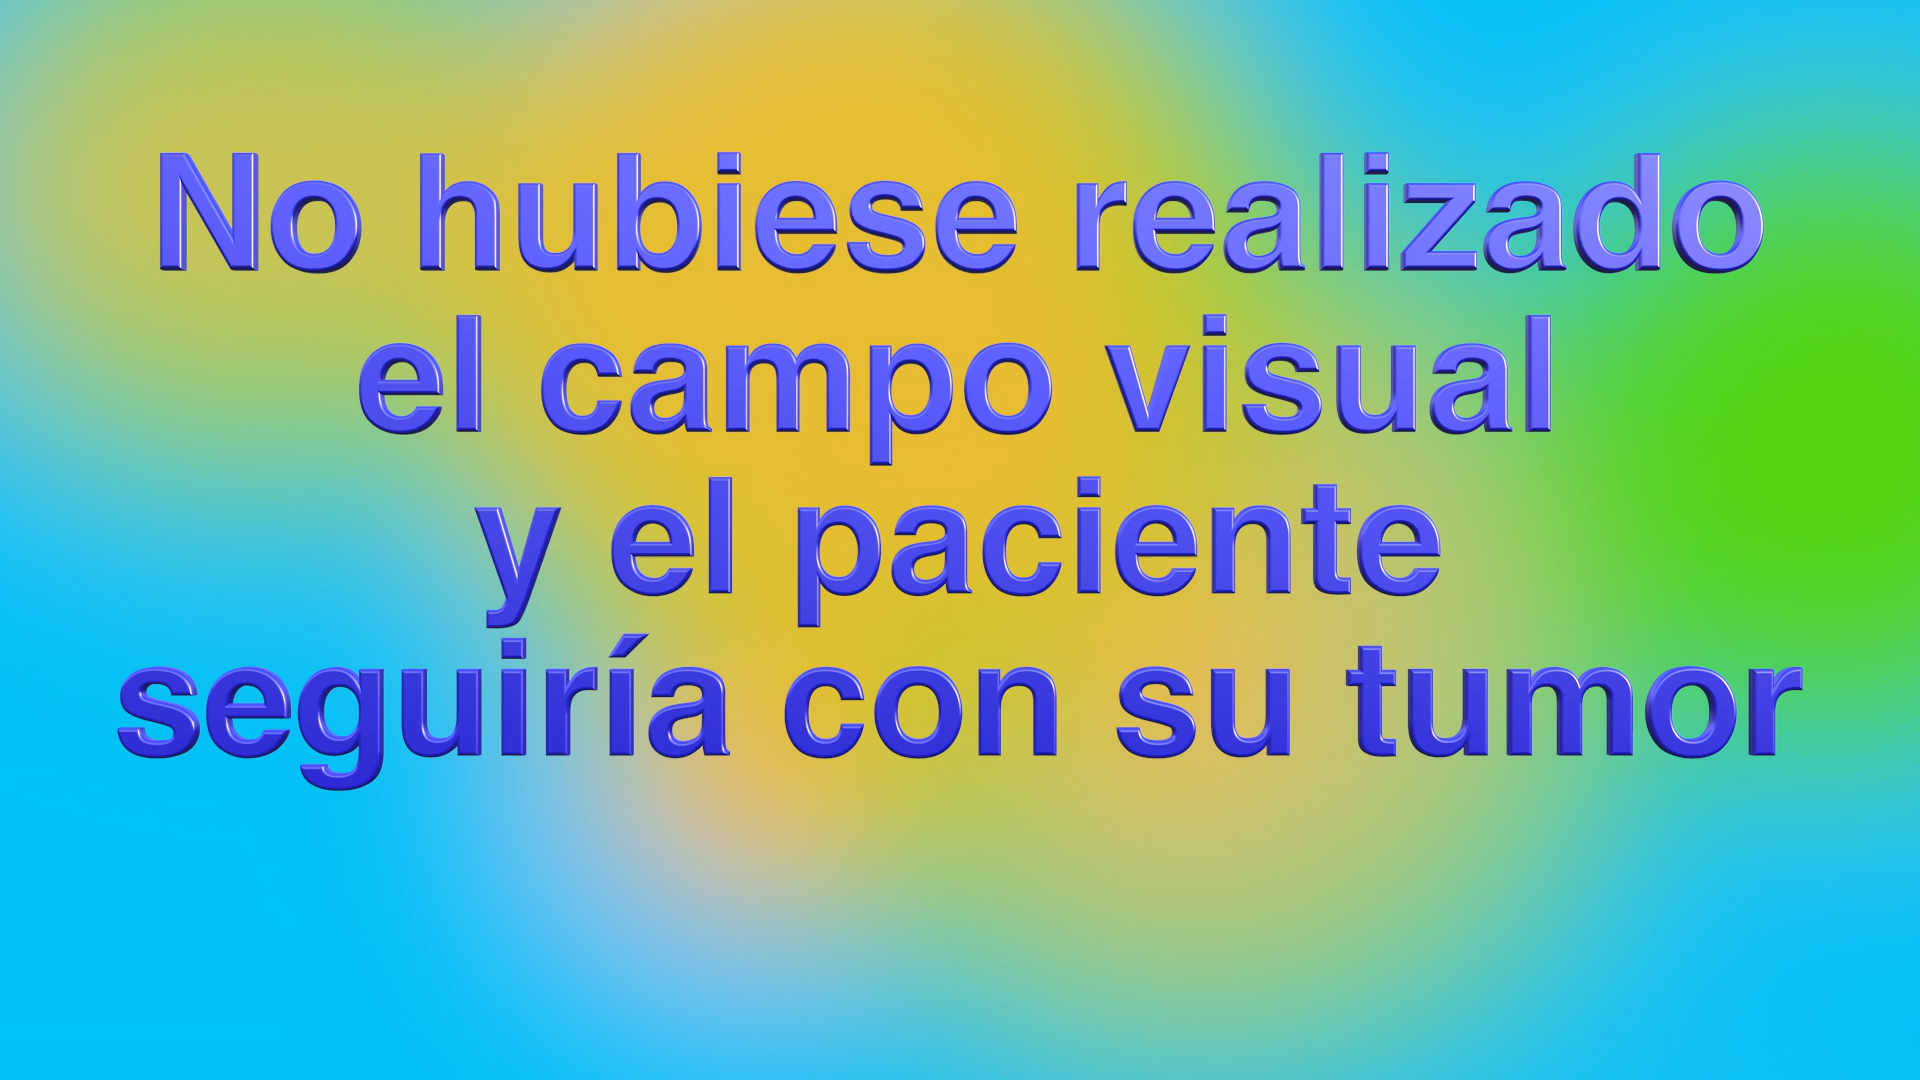 No hubiese realizado
el campo visual
y el paciente
seguiría con su tumor